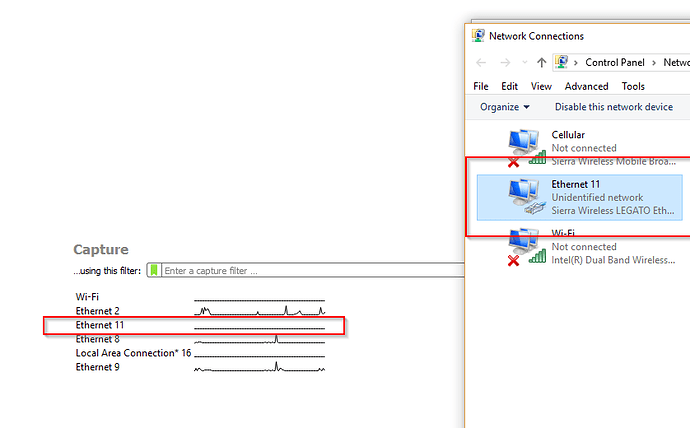 Network Connections
Control Panel
Netwo
File Edit View Advanced Tools
Organize
Disable this network device
Cellular
Not connected
Sierra Wireless Mobile Broa...
Ethernet 11
Unidentified network
Sierra Wireless LEGATO Eth...
Wi-Fi
Not connected
Intel(R) Dual Band Wireless...
Capture
...using this filter:
Enter a capture filter ...
Wi-Fi
Ethernet 2
Ethernet 11
Ethernet 8
Local Area Connection* 16
Ethernet 9